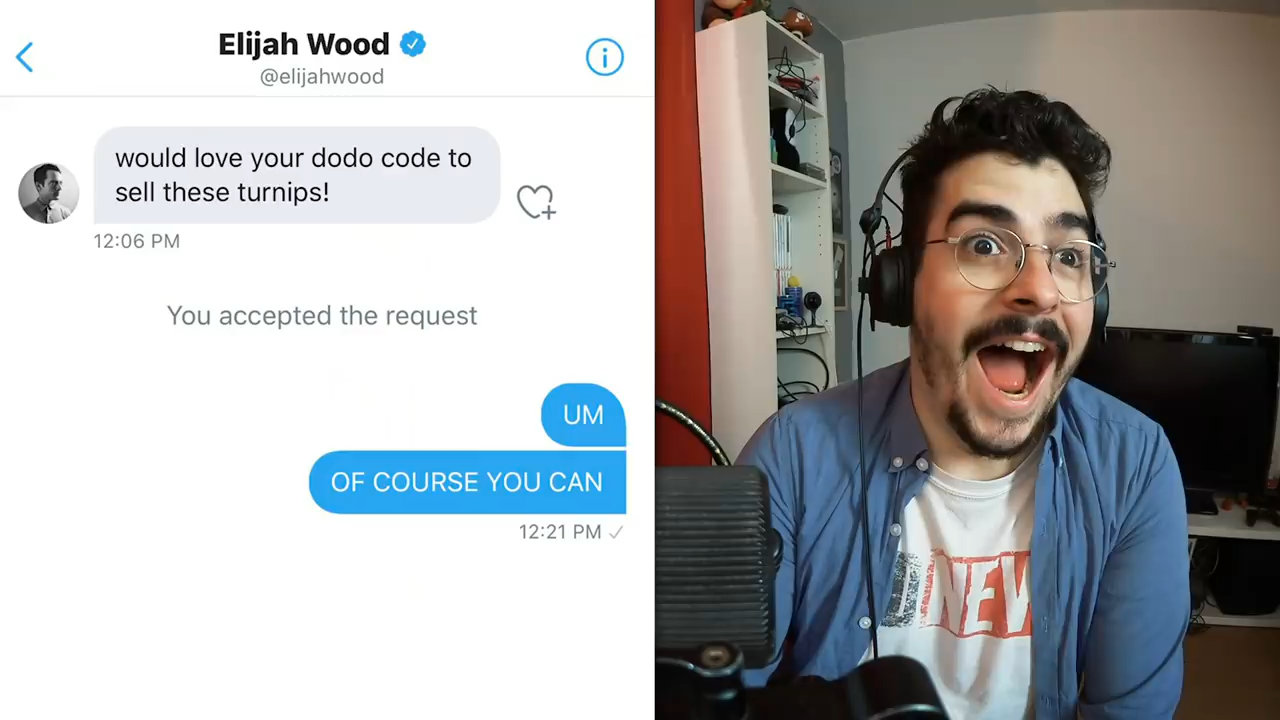 Elijah Wood
@elijahwood
would love your dodo code to
sell these turnips!
12:06 PM
You accepted the request
UM
OF COURSE YOU CAN
12:21 PM